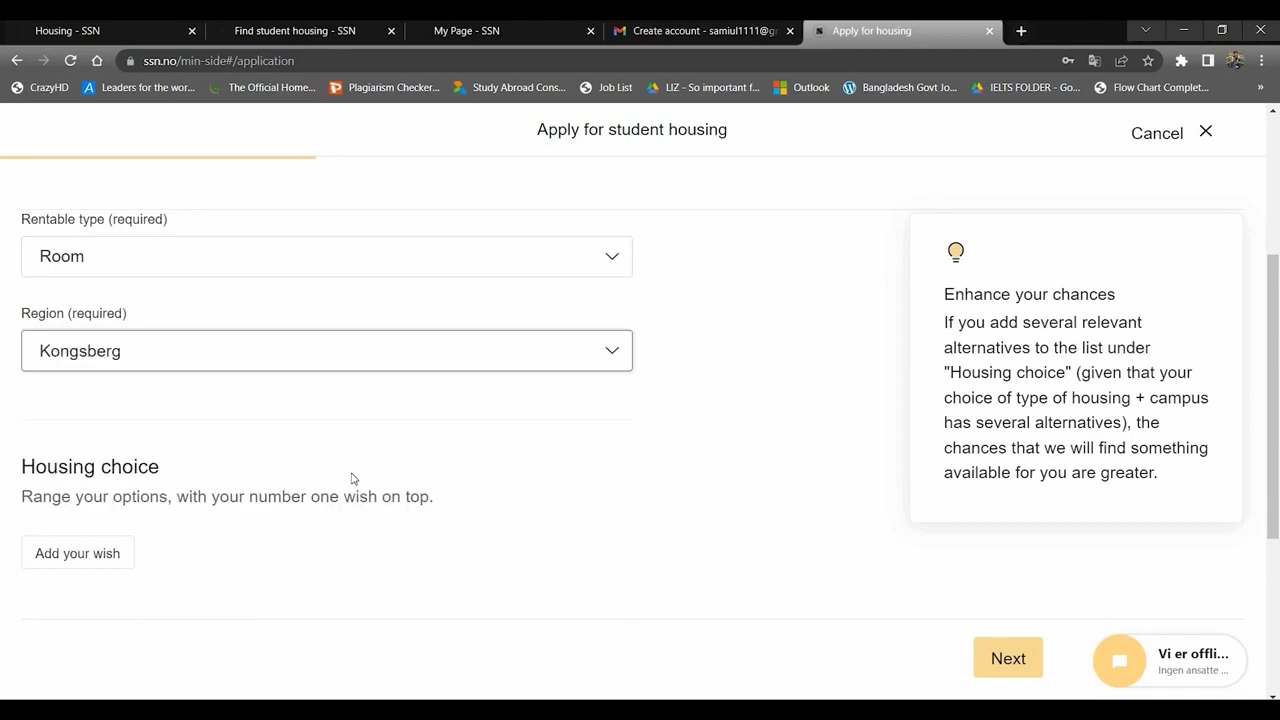 Housing - SSN
Find student housing - SSN
My Page - SSN
Create account - samiul1111@gm
Apply for housing
ssn.no/min-side#/application
CrazyHD
Leaders for the wor...
The Official Home...
Plagiarism Checker...
Study Abroad Cons...
Job List
LIZ - So important f...
Outlook
Bangladesh Govt Jo...
IELTS FOLDER - Go...
Flow Chart Complet...
»
Apply for student housing
Cancel
Rentable type (required)
Room
Region (required)
Kongsberg
Housing choice
Range your options, with your number one wish on top.
Add your wish
Enhance your chances
If you add several relevant
alternatives to the list under
"Housing choice" (given that your
choice of type of housing + campus
has several alternatives), the
chances that we will find something
available for you are greater.
Next
Vi er offli...
Ingen ansatte ...